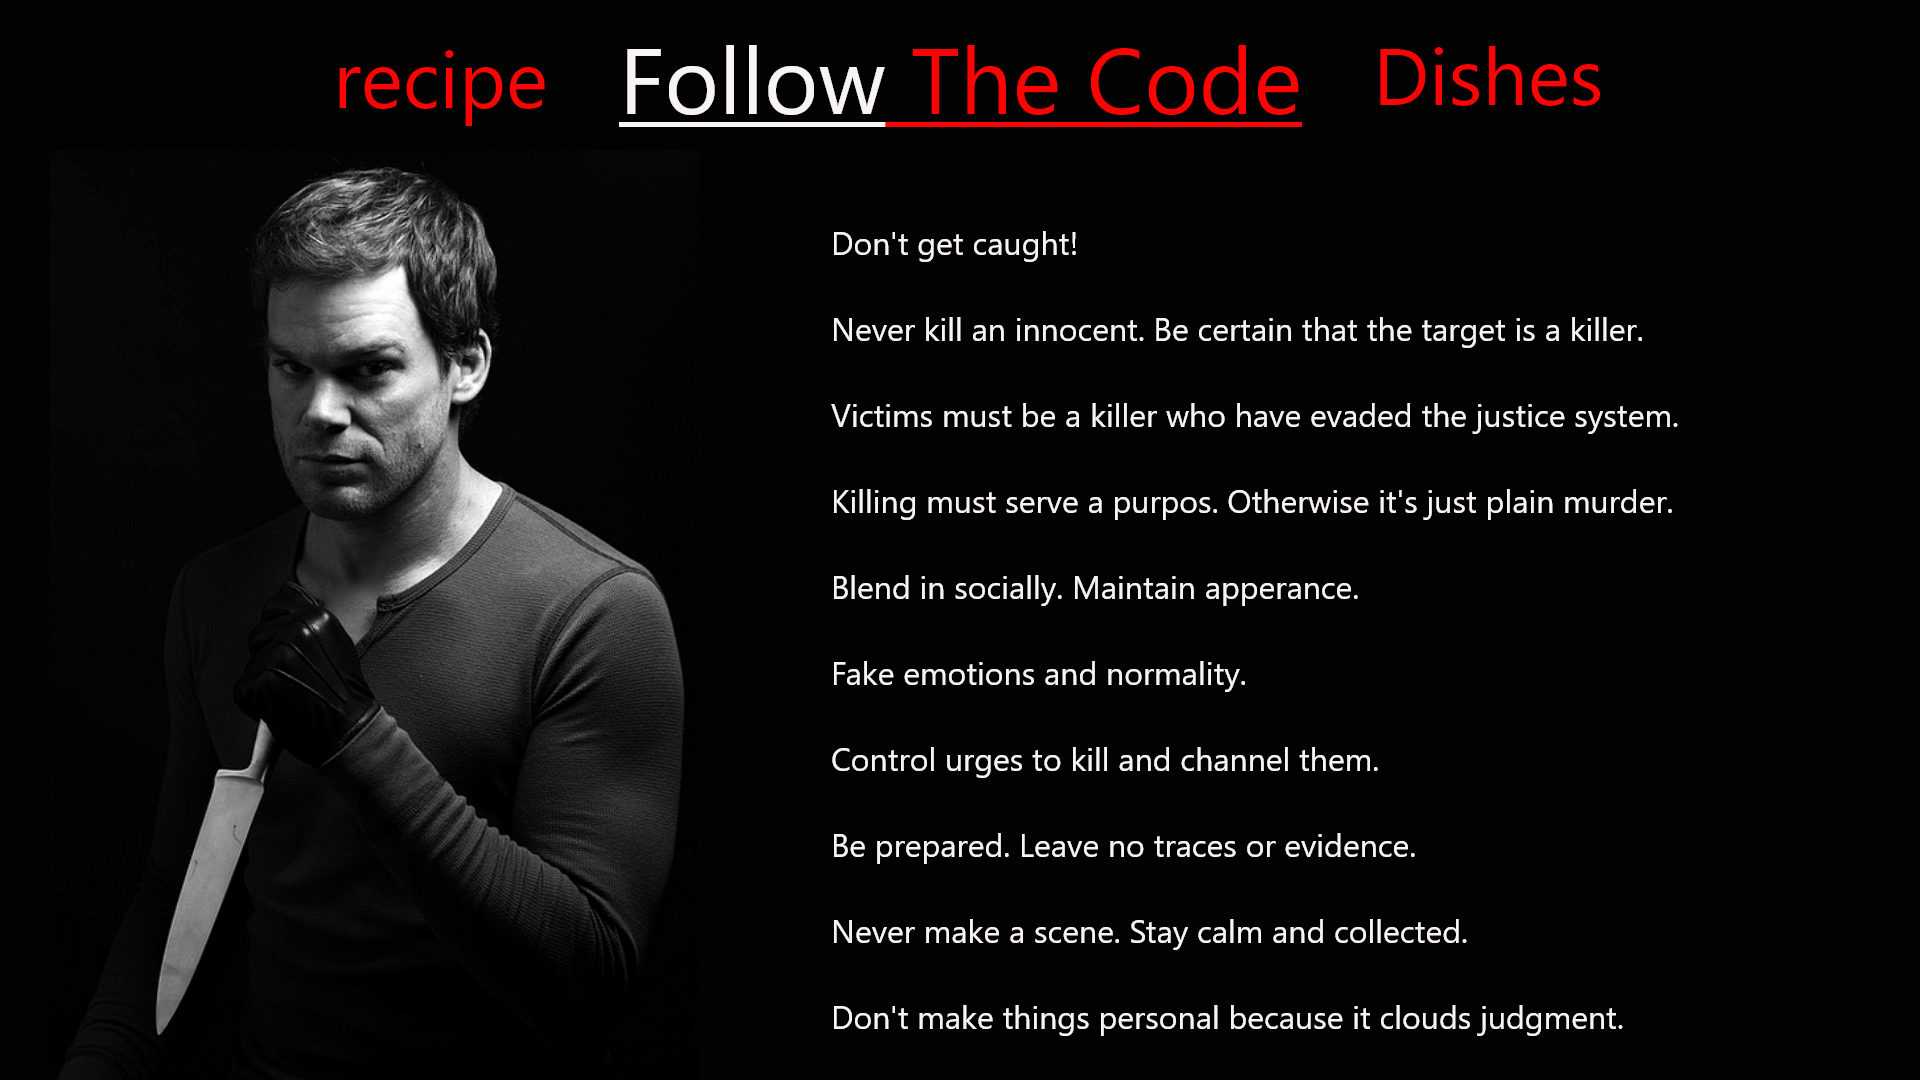 recipe Follow The Code Dishes
Don't get caught!
Never kill an innocent. Be certain that the target is a killer.
Victims must be a killer who have evaded the justice system.
Killing must serve a purpos. Otherwise it's just plain murder.
Blend in socially. Maintain apperance.
Fake emotions and normality.
Control urges to kill and channel them.
Be prepared. Leave no traces or evidence.
Never make a scene. Stay calm and collected.
Don't make things personal because it clouds judgment.